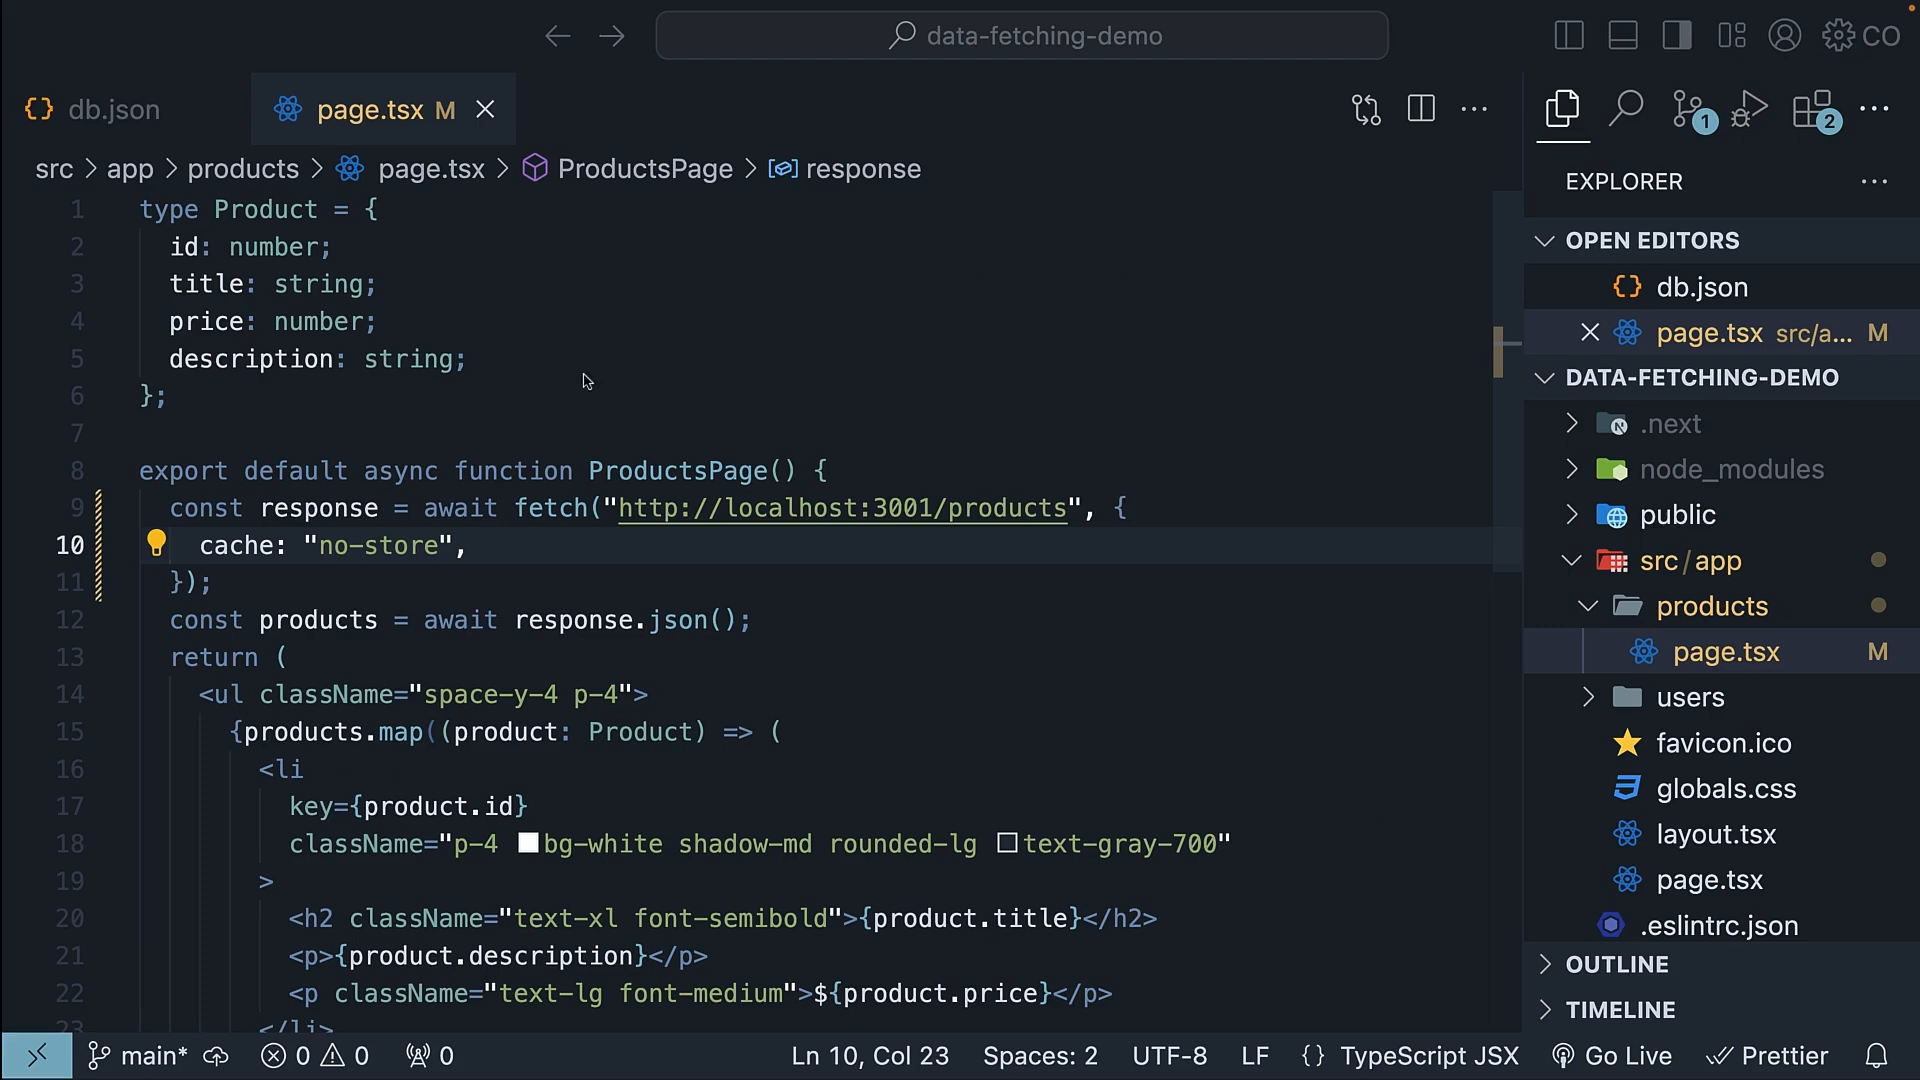 data-fetching-demo
CO
{} db.json
page.tsx M
1
2
src > app > products > page.tsx > ProductsPage > response
EXPLORER
OPEN EDITORS
{} db.json
page.tsx src/a... M
DATA-FETCHING-DEMO
.next
node_modules
public
src/app
products
page.tsx M
users
favicon.ico
globals.css
layout.tsx
page.tsx
.eslintrc.json
OUTLINE
TIMELINE
1 type Product = {
2 id: number;
3 title: string;
4 price: number;
5 description: string;
6 };
7
8 export default async function ProductsPage() {
9 const response = await fetch("http://localhost:3001/products", {
10 cache: "no-store",
11 });
12 const products = await response.json();
13 return (
14 <ul className="space-y-4 p-4">
15 {products.map((product: Product) => (
16 <li
17 key={product.id}
18 className="p-4 bg-white shadow-md rounded-lg text-gray-700"
19 >
20 <h2 className="text-xl font-semibold">{product.title}</h2>
21 <p>{product.description}</p>
22 <p className="text-lg font-medium">${product.price}</p>
23 </li>
main* 0 0 0 Ln 10, Col 23 Spaces: 2 UTF-8 LF {} TypeScript JSX Go Live Prettier